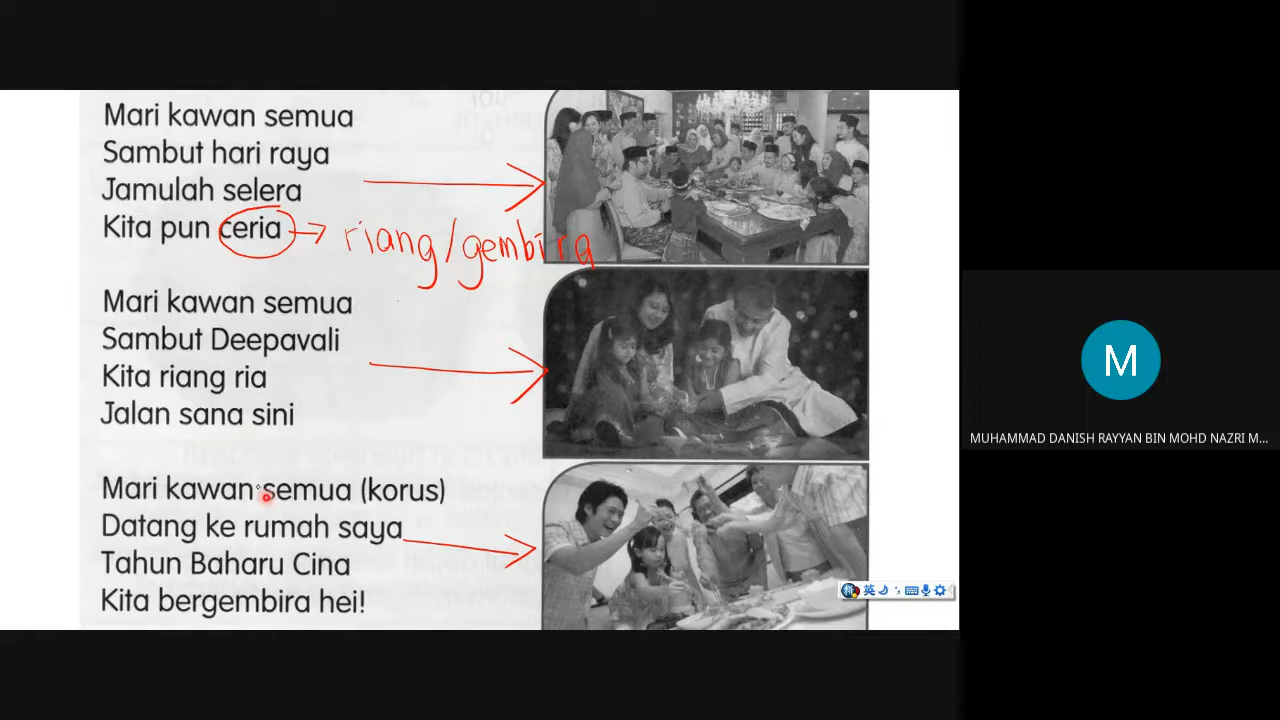 Mari kawan semua
Sambut hari raya
Jamulah selera
Kita pun ceria → riang/gembira
Mari kawan semua
Sambut Deepavali
Kita riang ria
Jalan sana sini
Mari kawan semua (korus)
Datang ke rumah saya
Tahun Baharu Cina
Kita bergembira hei!
英
M
MUHAMMAD DANISH RAYYAN BIN MOHD NAZRI M...